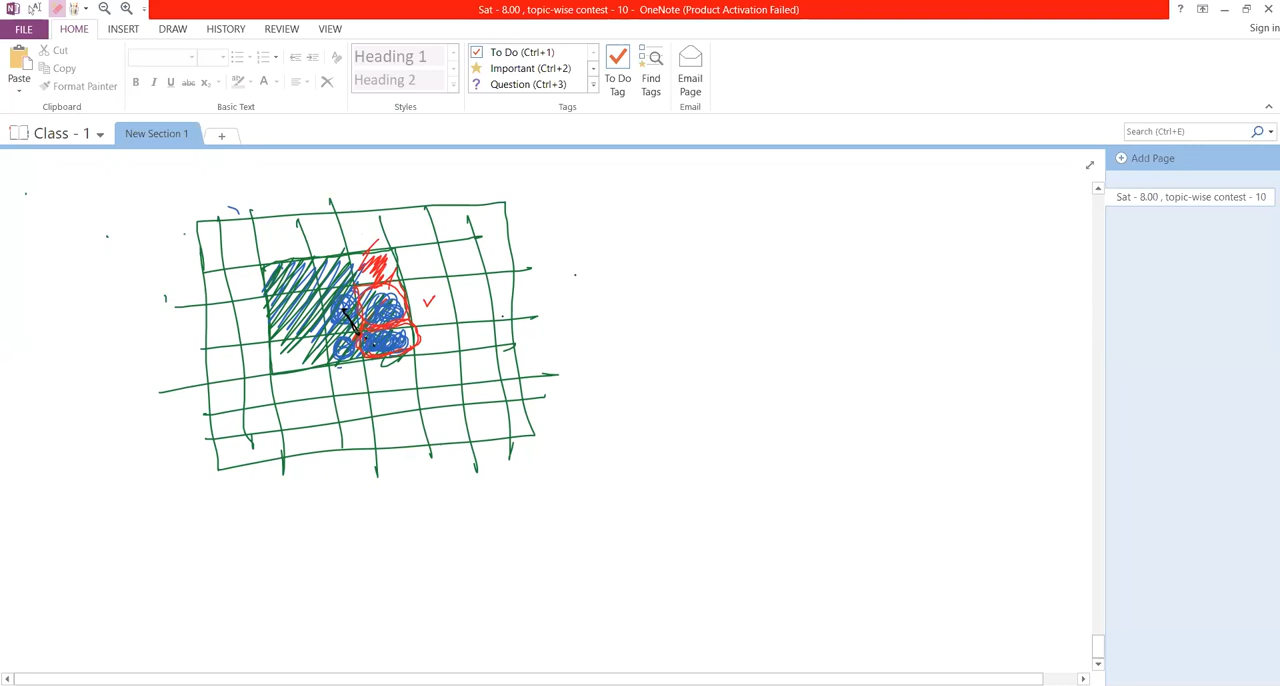 Sat - 8.00 , topic-wise contest - 10 - OneNote (Product Activation Failed)
FILE HOME INSERT DRAW HISTORY REVIEW VIEW Sign in
Paste
Cut
Copy
Format Painter
Clipboard
B I U abc X₂ A
Basic Text
Heading 1
Heading 2
Styles
To Do (Ctrl+1)
Important (Ctrl+2)
Question (Ctrl+3)
To Do Tag
Find Tags
Tags
Email Page
Email
Class - 1 New Section 1 Search (Ctrl+E)
Add Page
Sat - 8.00 , topic-wise contest - 10